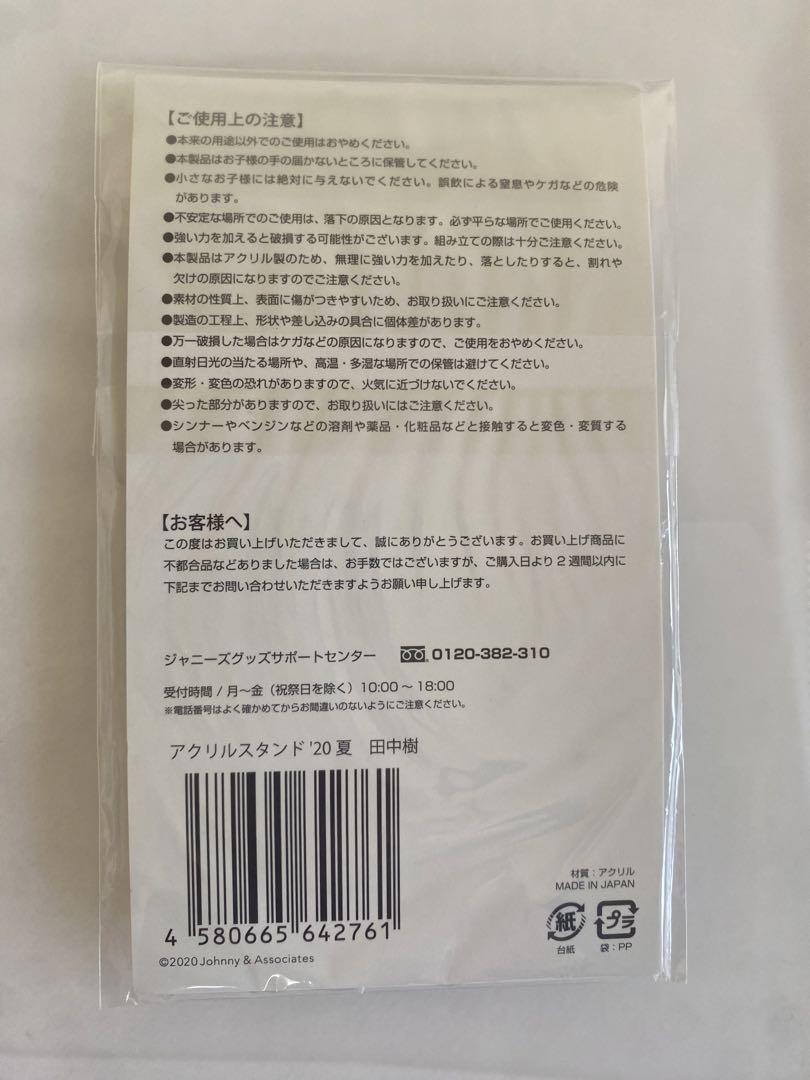 【ご使用上の注意】
●本来の用途以外でのご使用はおやめください。
●本製品はお子様の手の届かないところに保管してください。
●小さなお子様には絶対に与えないでください。誤飲による窒息やケガなどの危険
があります。
●不安定な場所でのご使用は、落下の原因となります。必ず平らな場所でご使用ください。
●強い力を加えると破損する可能性がございます。組み立ての際は十分ご注意ください。
●本製品はアクリル製のため、無理に強い力を加えたり、落としたりすると、割れや
欠けの原因になりますのでご注意ください。
●素材の性質上、表面に傷がつきやすいため、お取り扱いにご注意ください。
●製造の工程上、形状や差し込みの具合に個体差があります。
●万一破損した場合はケガなどの原因になりますので、ご使用をおやめください。
●直射日光の当たる場所や、高温・多湿な場所での保管は避けてください。
●変形・変色の恐れがありますので、火気に近づけないでください。
●尖った部分がありますので、お取り扱いにはご注意ください。
●シンナーやベンジンなどの溶剤や薬品・化粧品などと接触すると変色・変質する
場合があります。
【お客様へ】
この度はお買い上げいただきまして、誠にありがとうございます。お買い上げ商品に
不都合品などありました場合は、お手数ではございますが、ご購入日より2週間以内に
下記までお問い合わせいただきますようお願い申し上げます。
ジャニーズグッズサポートセンター 0120-382-310
受付時間 / 月〜金（祝祭日を除く）10:00〜18:00
※電話番号はよく確かめてからお間違いのないようにご注意ください。
アクリルスタンド '20夏 田中樹
材質：アクリル
MADE IN JAPAN
紙 プラ
台紙 袋：PP
4 580665 642761
©2020 Johnny & Associates